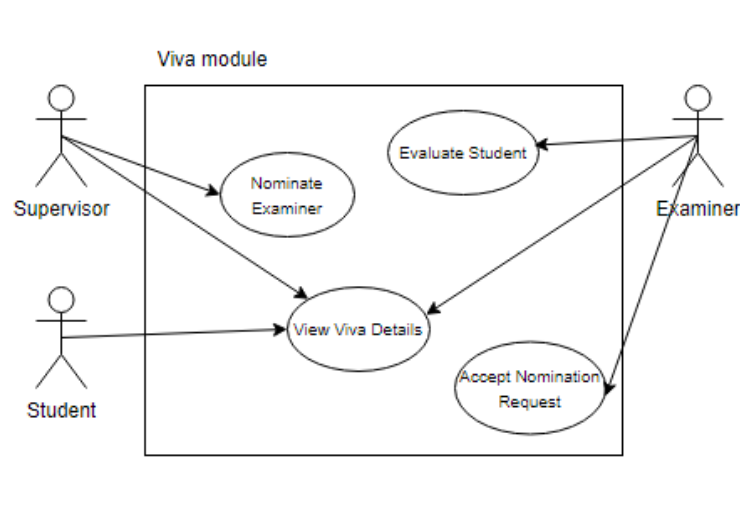 Viva module
Evaluate Student
Nominate
Examiner
Supervisor
Examiner
View Viva Details
Accept Nomination
Request
Student